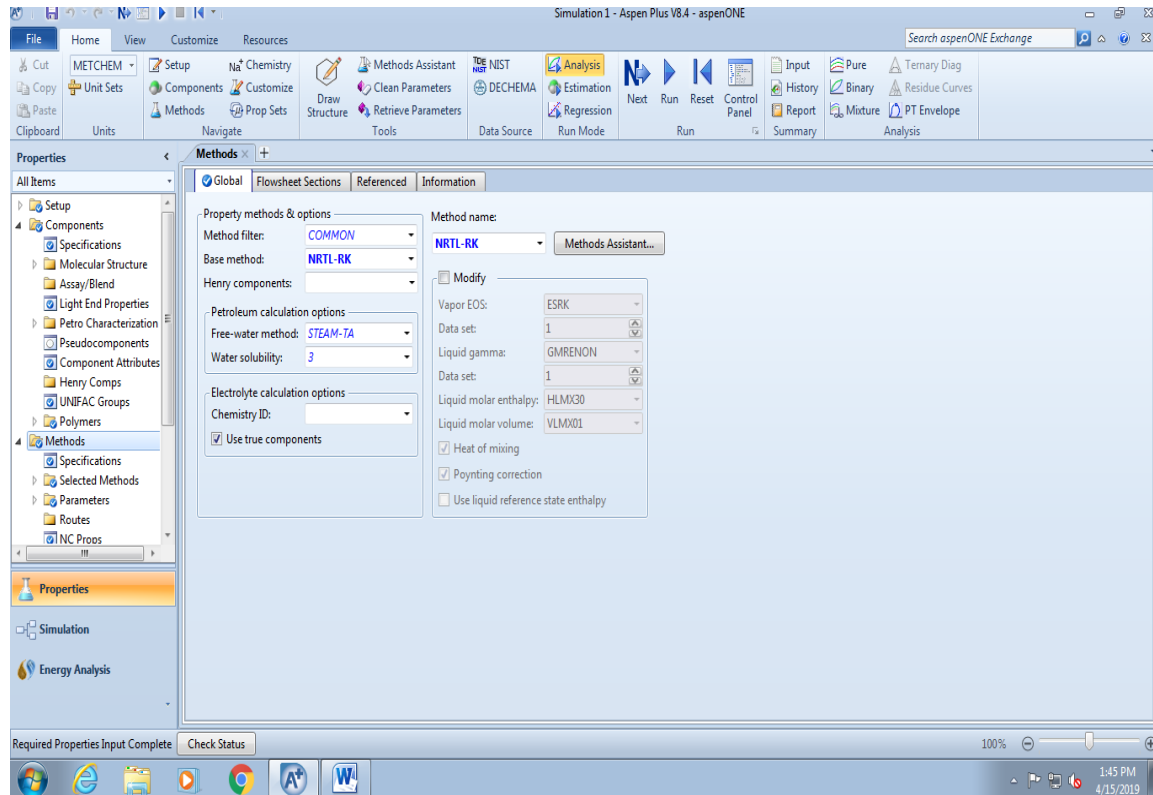 Simulation 1 - Aspen Plus V8.4 - aspenONE
File Home View Customize Resources Search aspenONE Exchange
Cut METCHEM Setup Na+ Chemistry Methods Assistant NIST Analysis Input Pure Ternary Diag
Copy Unit Sets Components Customize Draw Structure Clean Parameters DECHEMA Estimation Next Run Reset Control Panel History Binary Residue Curves
Paste Methods Prop Sets Retrieve Parameters Regression Report Mixture PT Envelope
Clipboard Units Navigate Tools Data Source Run Mode Run Summary Analysis
Properties Methods
All Items Global Flowsheet Sections Referenced Information
Setup
Components
Specifications
Molecular Structure
Assay/Blend
Light End Properties
Petro Characterization
Pseudocomponents
Component Attributes
Henry Comps
UNIFAC Groups
Polymers
Methods
Specifications
Selected Methods
Parameters
Routes
NC Props
Property methods & options
Method filter: COMMON
Base method: NRTL-RK
Henry components:
Petroleum calculation options
Free-water method: STEAM-TA
Water solubility: 3
Electrolyte calculation options
Chemistry ID:
Use true components
Method name:
NRTL-RK Methods Assistant...
Modify
Vapor EOS: ESRK
Data set: 1
Liquid gamma: GMRENON
Data set: 1
Liquid molar enthalpy: HLMX30
Liquid molar volume: VLMX01
Heat of mixing
Poynting correction
Use liquid reference state enthalpy
Properties
Simulation
Energy Analysis
Required Properties Input Complete Check Status 100%
1:45 PM
4/15/2019